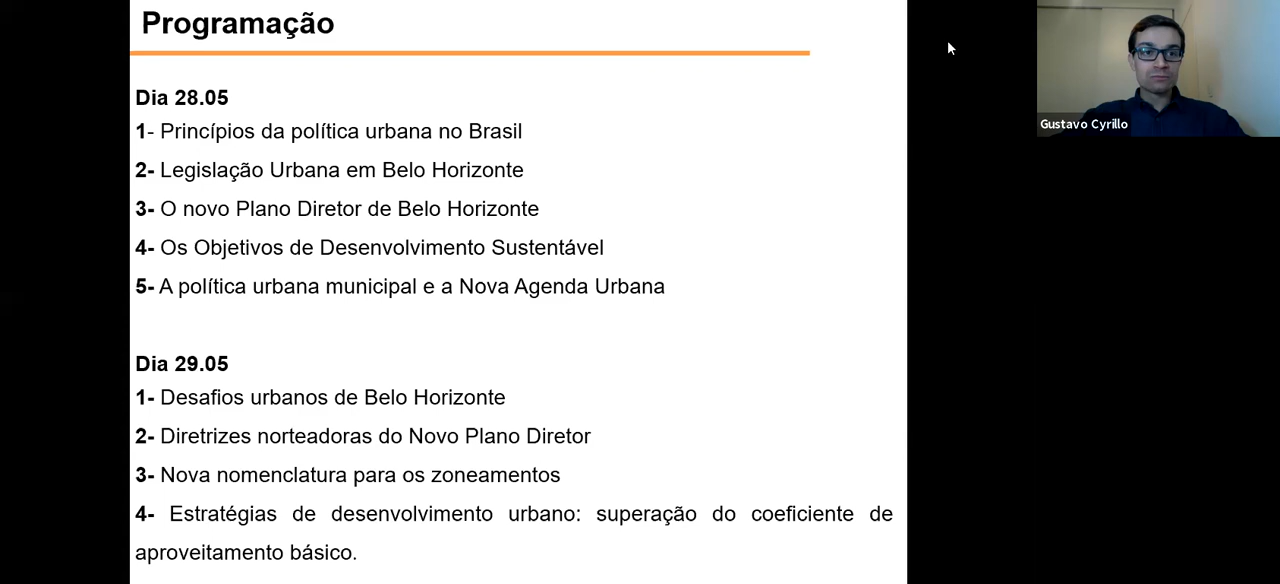 Programação
Dia 28.05
1- Princípios da política urbana no Brasil
2- Legislação Urbana em Belo Horizonte
3- O novo Plano Diretor de Belo Horizonte
4- Os Objetivos de Desenvolvimento Sustentável
5- A política urbana municipal e a Nova Agenda Urbana
Dia 29.05
1- Desafios urbanos de Belo Horizonte
2- Diretrizes norteadoras do Novo Plano Diretor
3- Nova nomenclatura para os zoneamentos
4- Estratégias de desenvolvimento urbano: superação do coeficiente de
aproveitamento básico.
Gustavo Cyrillo